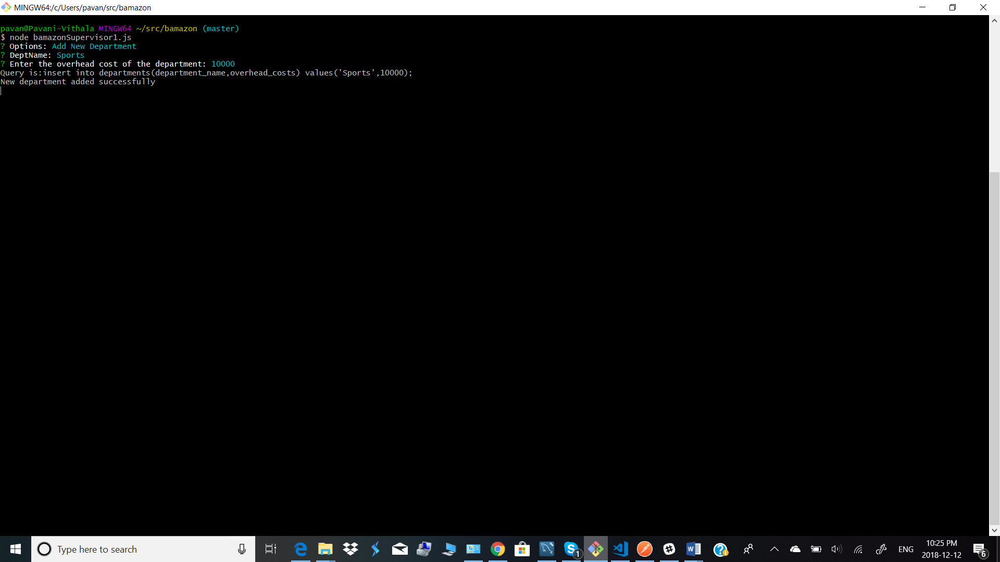 MINGW64:/c/Users/pavan/src/bamazon
pavan@Pavani-Vithala MINGW64 ~/src/bamazon (master)
$ node bamazonSupervisor1.js
? Options: Add New Department
? DeptName: Sports
? Enter the overhead cost of the department: 10000
Query is:insert into departments(department_name,overhead_costs) values('Sports',10000);
New department added successfully
Type here to search
1
ENG
10:25 PM
2018-12-12
6